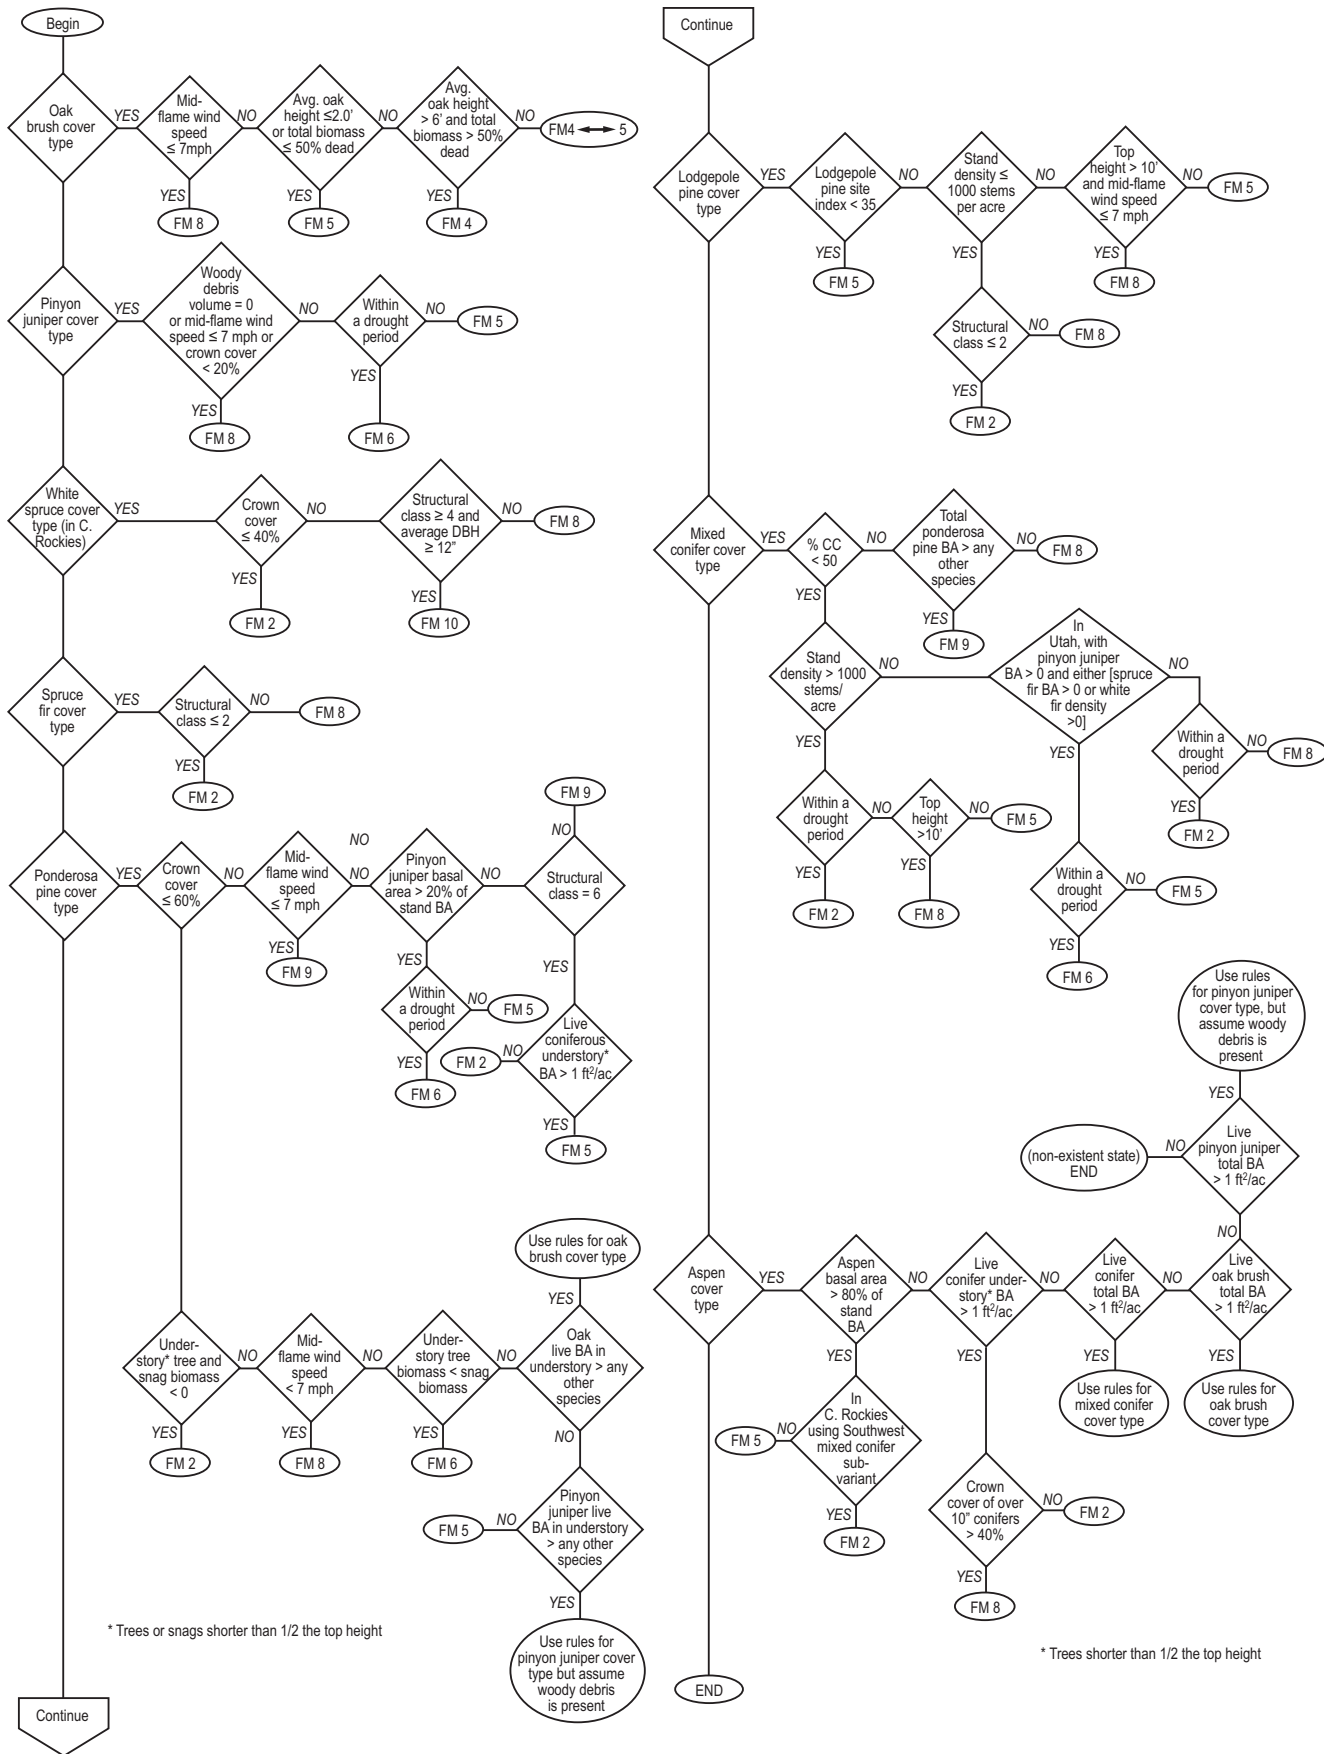 Begin
Oak
brush cover
type
YES
Mid-
flame wind
speed
≤ 7mph
NO
Avg. oak
height ≤2.0’
or total biomass
≤ 50% dead
NO
Avg.
oak height
> 6’ and total
biomass > 50%
dead
NO
FM4 ↔ 5
YES
FM 8
YES
FM 5
YES
FM 4
Pinyon
juniper cover
type
YES
Woody
debris
volume = 0
or mid-flame wind
speed ≤ 7 mph or
crown cover
< 20%
NO
Within
a drought
period
NO
FM 5
YES
FM 8
YES
FM 6
White
spruce cover
type (in C.
Rockies)
YES
Crown
cover
≤ 40%
NO
Structural
class ≥ 4 and
average DBH
≥ 12”
NO
FM 8
YES
FM 2
YES
FM 10
Spruce
fir cover
type
YES
Structural
class ≤ 2
NO
FM 8
YES
FM 2
Ponderosa
pine cover
type
YES
Crown
cover
≤ 60%
NO
Mid-
flame wind
speed
≤ 7 mph
NO
NO
Pinyon
juniper basal
area > 20% of
stand BA
NO
Structural
class = 6
NO
FM 9
YES
FM 9
YES
Within
a drought
period
NO
FM 5
YES
FM 6
YES
Live
coniferous
understory*
BA > 1 ft²/ac
NO
FM 2
YES
FM 5
Under-
story* tree and
snag biomass
< 0
NO
Mid-
flame wind
speed
< 7 mph
NO
Under-
story tree
biomass < snag
biomass
NO
Oak
live BA in
understory > any
other
species
YES
Use rules for oak
brush cover type
YES
FM 2
YES
FM 8
YES
FM 6
NO
Pinyon
juniper live
BA in understory
> any other
species
NO
FM 5
YES
Use rules for
pinyon juniper cover
type but assume
woody debris
is present
* Trees or snags shorter than 1/2 the top height
Continue
Continue
Lodgepole
pine cover
type
YES
Lodgepole
pine site
index < 35
NO
Stand
density ≤
1000 stems
per acre
NO
Top
height > 10’
and mid-flame
wind speed
≤ 7 mph
NO
FM 5
YES
FM 5
YES
YES
FM 8
Structural
class ≤ 2
NO
FM 8
YES
FM 2
Mixed
conifer cover
type
YES
% CC
< 50
NO
Total
ponderosa
pine BA > any
other
species
NO
FM 8
YES
YES
FM 9
Stand
density > 1000
stems/
acre
NO
In
Utah, with
pinyon juniper
BA > 0 and either [spruce
fir BA > 0 or white
fir density
>0]
NO
Within a
drought
period
NO
FM 8
YES
FM 2
YES
Within a
drought
period
NO
Top
height
>10’
NO
FM 5
YES
FM 2
YES
FM 8
YES
Within a
drought
period
NO
FM 5
YES
FM 6
Use rules
for pinyon juniper
cover type, but
assume woody
debris is
present
YES
Live
pinyon juniper
total BA
> 1 ft²/ac
NO
(non-existent state)
END
NO
Aspen
cover
type
YES
Aspen
basal area
> 80% of
stand
BA
NO
Live
conifer under-
story* BA
> 1 ft²/ac
NO
Live
conifer
total BA
> 1 ft²/ac
NO
Live
oak brush
total BA
> 1 ft²/ac
YES
YES
YES
Use rules for
mixed conifer
cover type
YES
Use rules for
oak brush
cover type
In
C. Rockies
using Southwest
mixed conifer
sub-
variant
NO
FM 5
YES
FM 2
Crown
cover of over
10” conifers
> 40%
NO
FM 2
YES
FM 8
* Trees shorter than 1/2 the top height
END